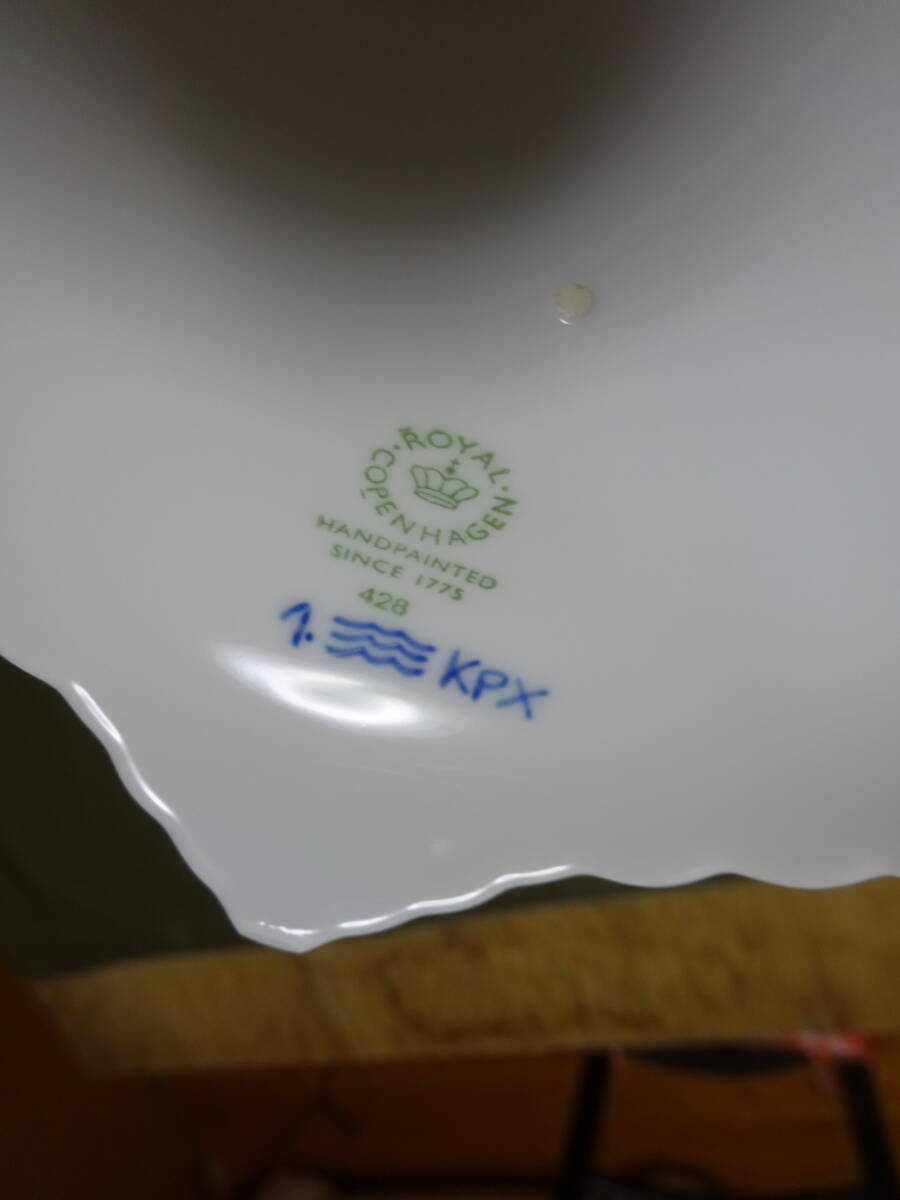 ROYAL · COPENHAGEN ·
HANDPAINTED
SINCE 1775
428
1. KPX